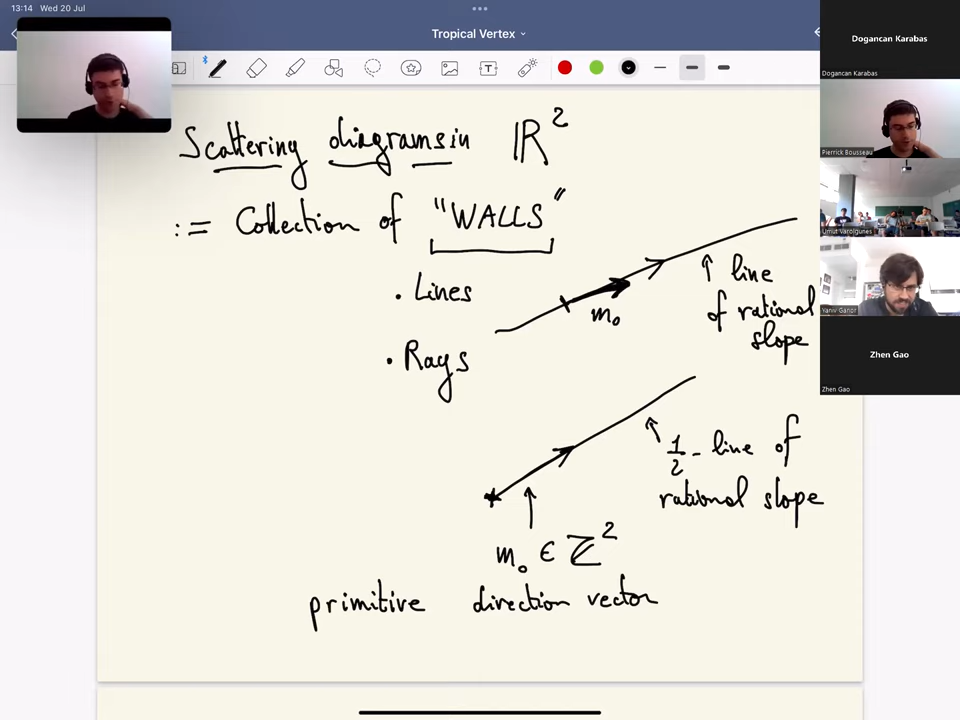 13:14 Wed 20 Jul
Tropical Vertex
Scattering diagrams in ℝ²
:= Collection of "WALLS"
• Lines
m₀
line
of rational
slope
• Rays
1/2 - line of
rational slope
m₀ ∈ ℤ²
primitive direction vector
Dogancan Karabas
Dogancan Karabas
Pierrick Bousseau
Umut Varolgunes
Yaniv Ganor
Zhen Gao
Zhen Gao